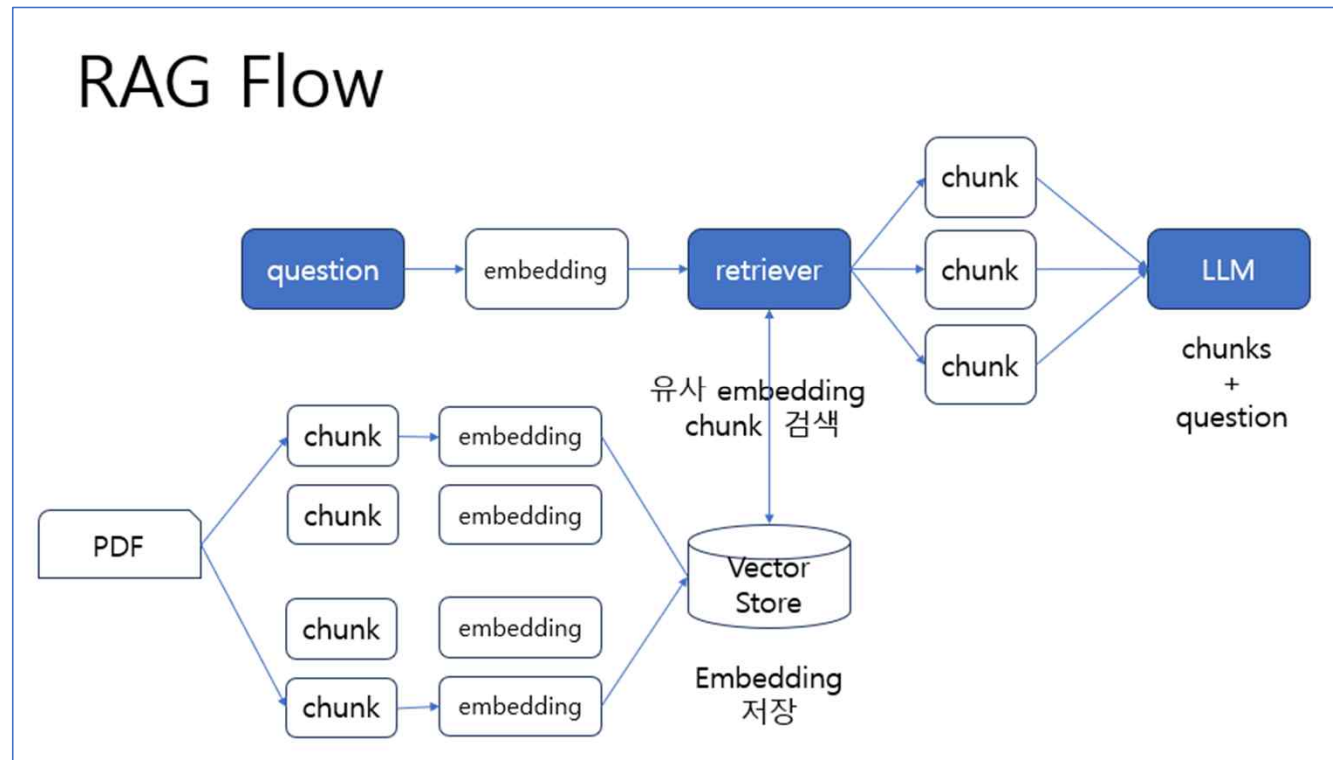 RAG Flow
question
embedding
retriever
chunk
chunk
chunk
LLM
chunks
+
question
유사 embedding
chunk 검색
PDF
chunk
embedding
chunk
embedding
chunk
embedding
chunk
embedding
Vector
Store
Embedding
저장